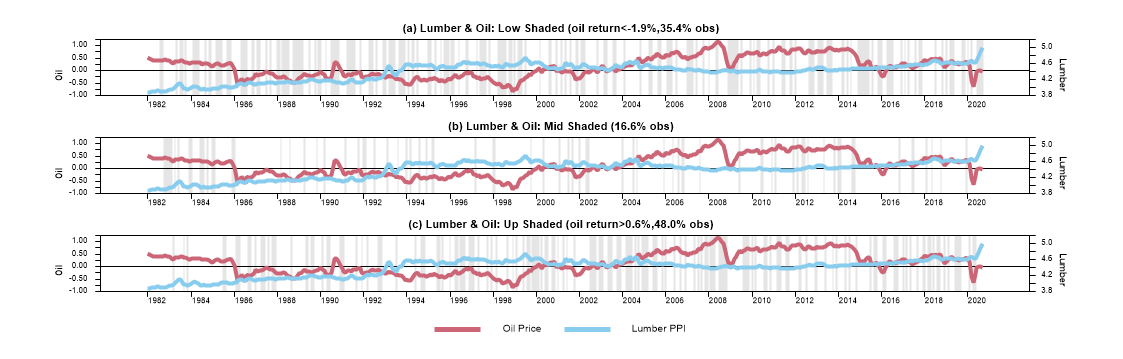 (a) Lumber & Oil: Low Shaded (oil return<-1.9%,35.4% obs)
1.00
0.50
0.00
-0.50
-1.00
Oil
5.0
4.6
4.2
3.8
Lumber
1982 1984 1986 1988 1990 1992 1994 1996 1998 2000 2002 2004 2006 2008 2010 2012 2014 2016 2018 2020
(b) Lumber & Oil: Mid Shaded (16.6% obs)
1.00
0.50
0.00
-0.50
-1.00
Oil
5.0
4.6
4.2
3.8
Lumber
1982 1984 1986 1988 1990 1992 1994 1996 1998 2000 2002 2004 2006 2008 2010 2012 2014 2016 2018 2020
(c) Lumber & Oil: Up Shaded (oil return>0.6%,48.0% obs)
1.00
0.50
0.00
-0.50
-1.00
Oil
5.0
4.6
4.2
3.8
Lumber
1982 1984 1986 1988 1990 1992 1994 1996 1998 2000 2002 2004 2006 2008 2010 2012 2014 2016 2018 2020
Oil Price Lumber PPI